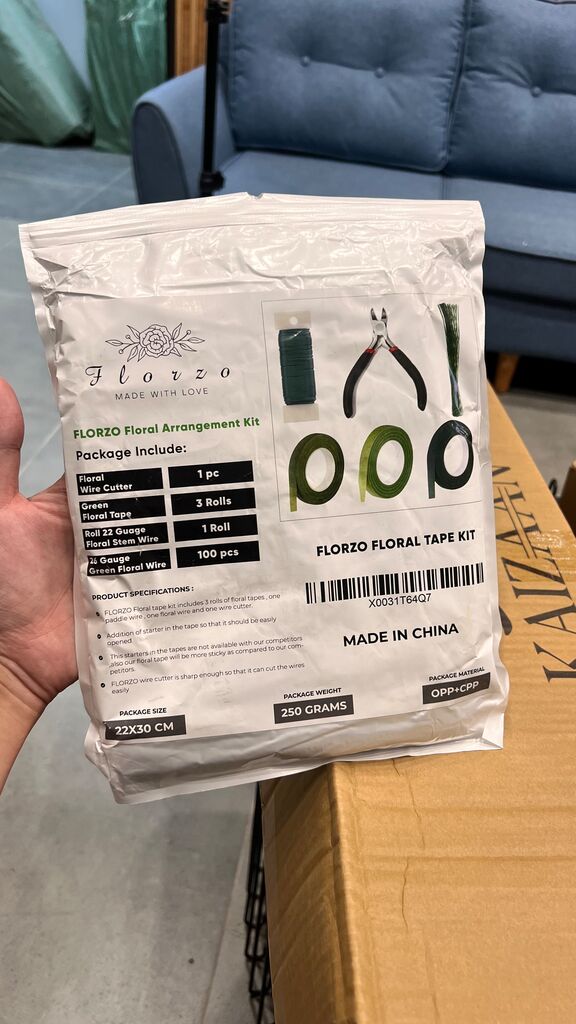 Florzo
MADE WITH LOVE
FLORZO Floral Arrangement Kit
Package Include:
Floral
Wire Cutter
1 pc
Green
Floral Tape
3 Rolls
Roll 22 Guage
Floral Stem Wire
1 Roll
26 Gauge
Green Floral Wire
100 pcs
PRODUCT SPECIFICATIONS :
FLORZO Floral tape kit includes 3 rolls of floral tapes, one
paddle wire , one floral wire and one wire cutter.
Addition of starter in the tape so that it should be easily
opened
This starters in the tapes are not available with our competitors
,also our floral tape will be more sticky as compared to our com-
petitors.
FLORZO wire cutter is sharp enough so that it can cut the wires
easily
PACKAGE SIZE
22X30 CM
PACKAGE WEIGHT
250 GRAMS
PACKAGE MATERIAL
OPP+CPP
FLORZO FLORAL TAPE KIT
X0031T64Q7
MADE IN CHINA
KAIZAAN